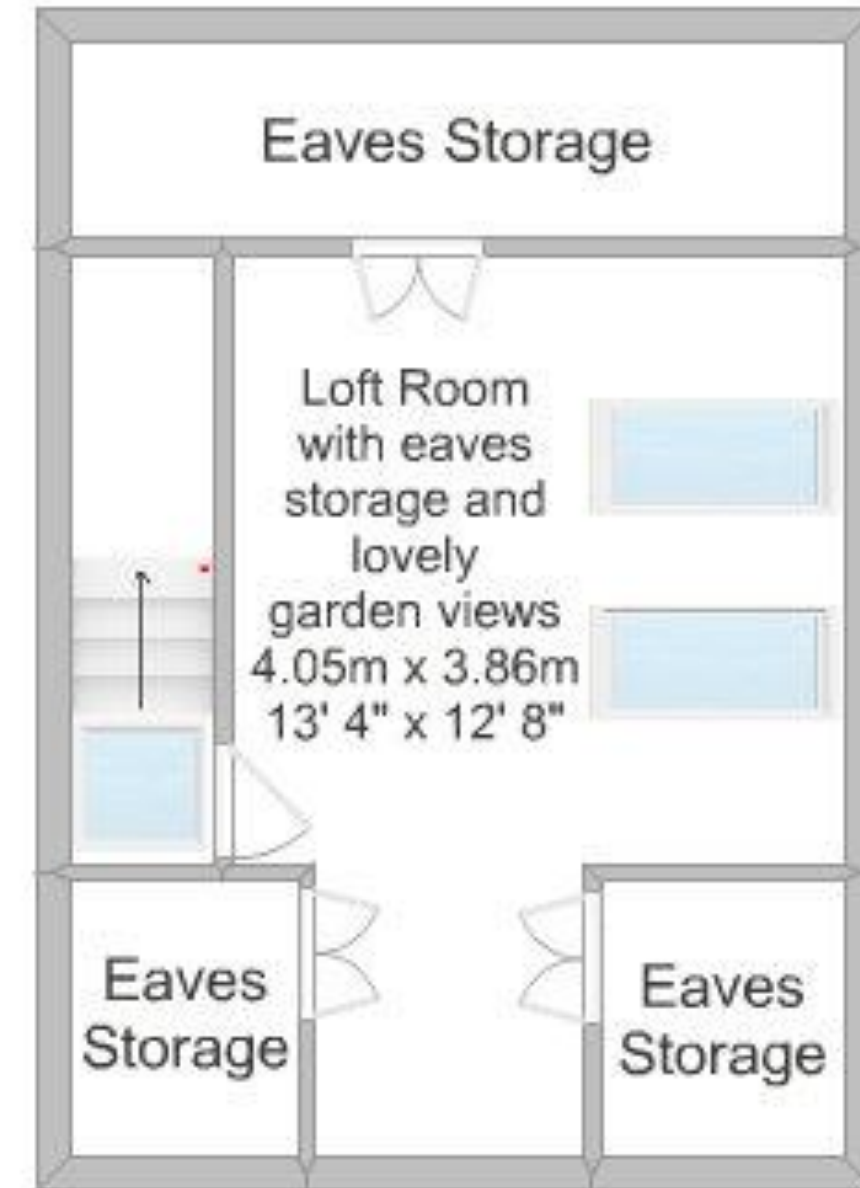 Eaves Storage
Loft Room
with eaves
storage and
lovely
garden views
4.05m x 3.86m
13' 4" x 12' 8"
Eaves
Storage
Eaves
Storage